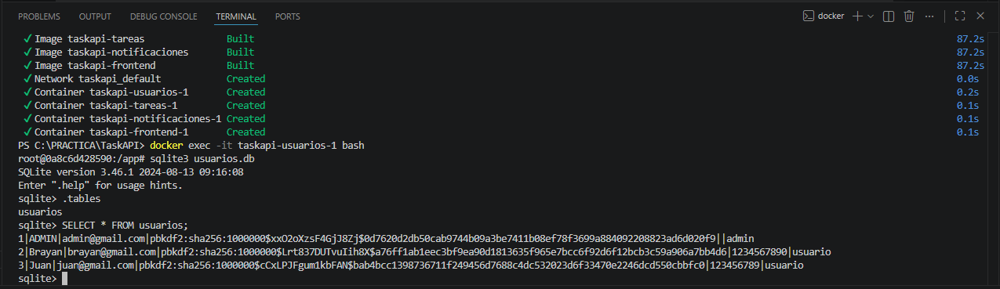 PROBLEMS OUTPUT DEBUG CONSOLE TERMINAL PORTS docker
✓ Image taskapi-tareas Built 87.2s
✓ Image taskapi-notificaciones Built 87.2s
✓ Image taskapi-frontend Built 87.2s
✓ Network taskapi_default Created 0.0s
✓ Container taskapi-usuarios-1 Created 0.2s
✓ Container taskapi-tareas-1 Created 0.1s
✓ Container taskapi-notificaciones-1 Created 0.1s
✓ Container taskapi-frontend-1 Created 0.1s
PS C:\PRACTICA\TaskAPI> docker exec -it taskapi-usuarios-1 bash
root@0a8c6d428590:/app# sqlite3 usuarios.db
SQLite version 3.46.1 2024-08-13 09:16:08
Enter ".help" for usage hints.
sqlite> .tables
usuarios
sqlite> SELECT * FROM usuarios;
1|ADMIN|admin@gmail.com|pbkdf2:sha256:1000000$xxO2oXzsF4GjJ8Zj$0d7620d2db50cab9744b09a3be7411b08ef78f3699a884092208823ad6d020f9||admin
2|Brayan|brayan@gmail.com|pbkdf2:sha256:1000000$Lrt837DUTvuIih8X$a76ff1ab1eec3bf9ea90d1813635f965e7bcc6f92d6f12bcb3c59a906a7bb4d6|1234567890|usuario
3|Juan|juan@gmail.com|pbkdf2:sha256:1000000$cCxLPJFgum1kbFAN$bab4bcc1398736711f249456d7688c4dc532023d6f33470e2246dcd550cbbfc0|123456789|usuario
sqlite>